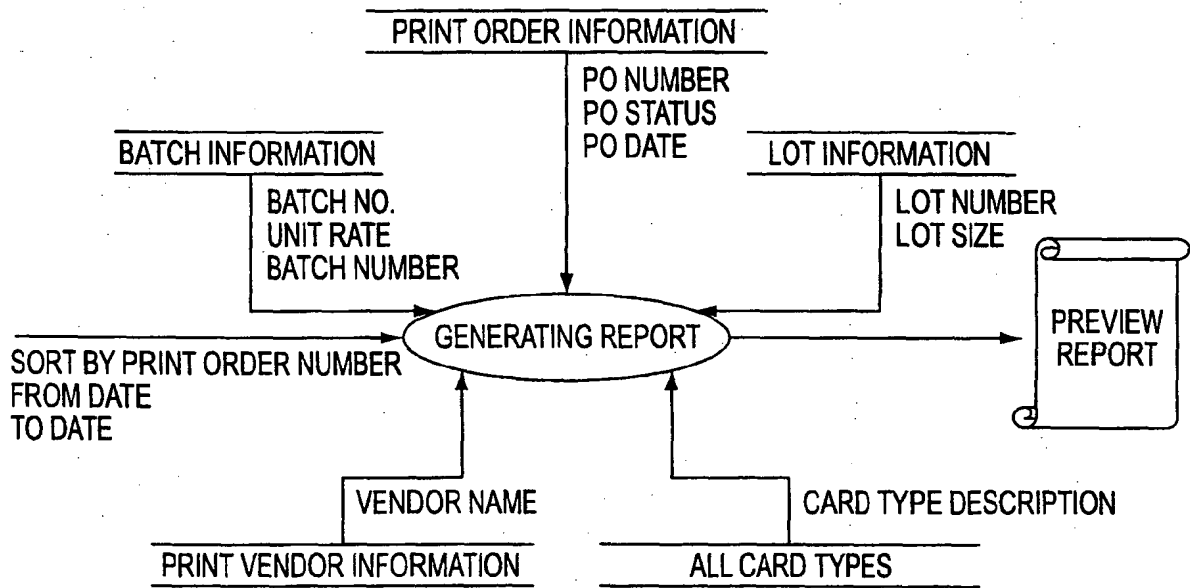 PRINT ORDER INFORMATION
PO NUMBER
PO STATUS
PO DATE
BATCH INFORMATION
BATCH NO.
UNIT RATE
BATCH NUMBER
LOT INFORMATION
LOT NUMBER
LOT SIZE
GENERATING REPORT
PREVIEW
REPORT
SORT BY PRINT ORDER NUMBER
FROM DATE
TO DATE
VENDOR NAME
PRINT VENDOR INFORMATION
CARD TYPE DESCRIPTION
ALL CARD TYPES